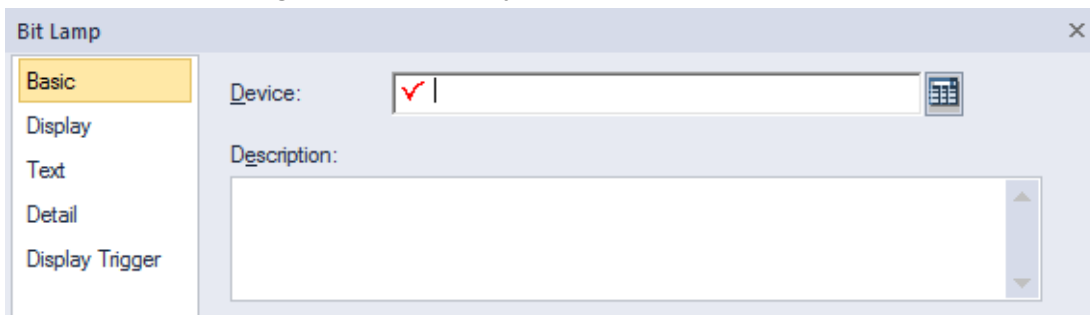 Bit Lamp
Basic
Device:
Display
Description:
Text
Detail
Display Trigger